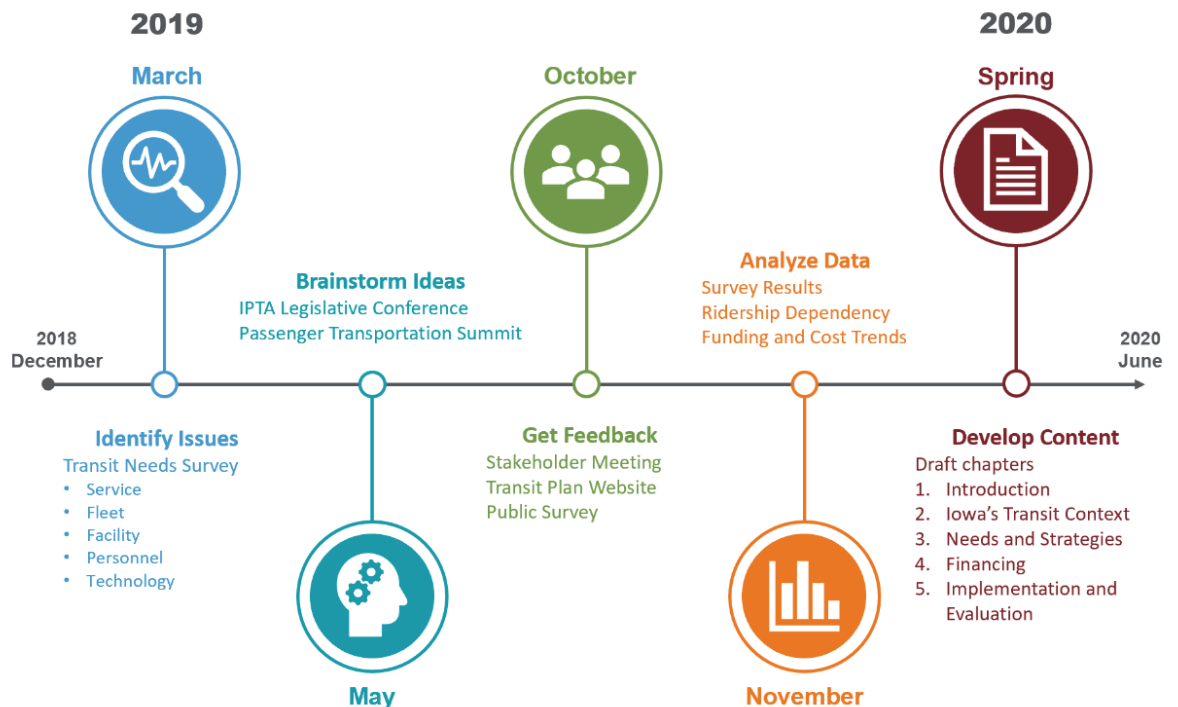 2019
2020
March
October
Spring
Brainstorm Ideas
IPTA Legislative Conference
Passenger Transportation Summit
Analyze Data
Survey Results
Ridership Dependency
Funding and Cost Trends
2018
December
2020
June
Identify Issues
Transit Needs Survey
• Service
• Fleet
• Facility
• Personnel
• Technology
Get Feedback
Stakeholder Meeting
Transit Plan Website
Public Survey
Develop Content
Draft chapters
1. Introduction
2. Iowa's Transit Context
3. Needs and Strategies
4. Financing
5. Implementation and
Evaluation
May
November